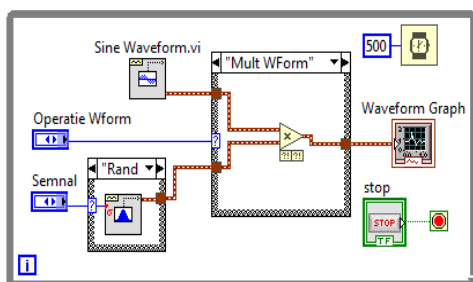 Sine Waveform.vi
"Mult WForm"
500
Operatie Wform
Waveform Graph
Semnal
"Rand
stop
STOP
TF
i